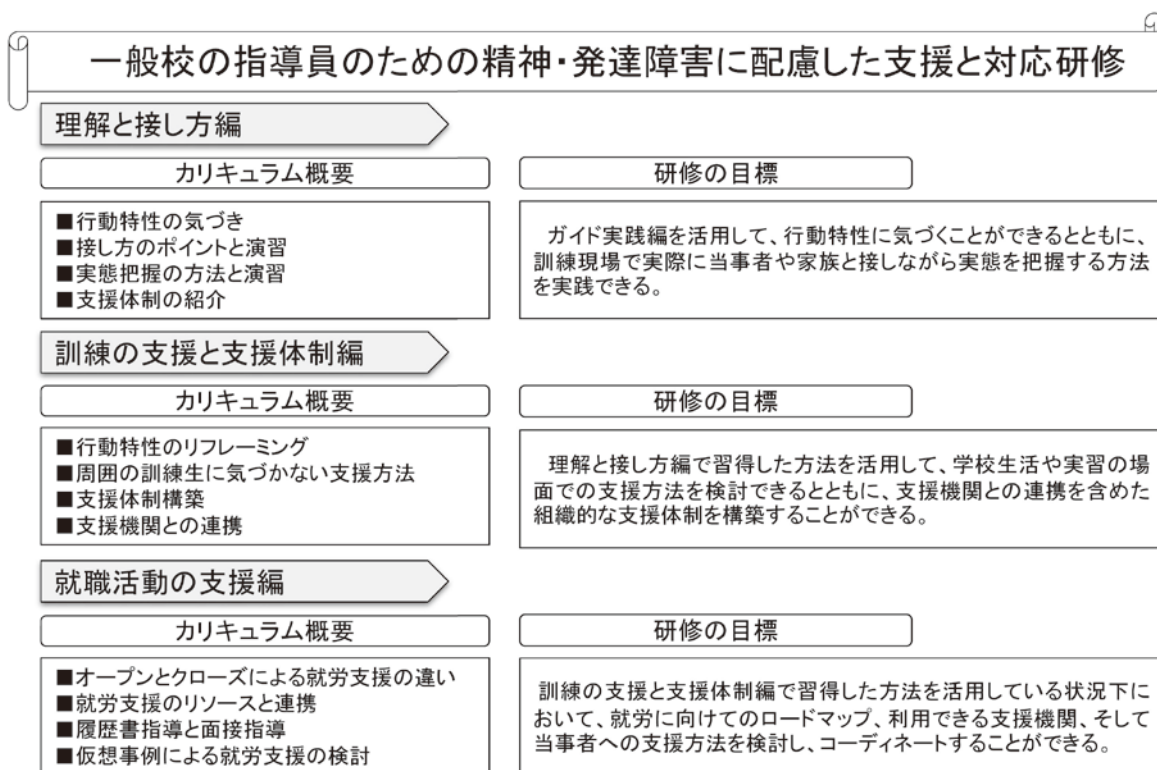 一般校の指導員のための精神・発達障害に配慮した支援と対応研修
理解と接し方編
カリキュラム概要
■行動特性の気づき
■接し方のポイントと演習
■実態把握の方法と演習
■支援体制の紹介
研修の目標
ガイド実践編を活用して、行動特性に気づくことができるとともに、
訓練現場で実際に当事者や家族と接しながら実態を把握する方法
を実践できる。
訓練の支援と支援体制編
カリキュラム概要
■行動特性のリフレーミング
■周囲の訓練生に気づかない支援方法
■支援体制構築
■支援機関との連携
研修の目標
理解と接し方編で習得した方法を活用して、学校生活や実習の場
面での支援方法を検討できるとともに、支援機関との連携を含めた
組織的な支援体制を構築することができる。
就職活動の支援編
カリキュラム概要
■オープンとクローズによる就労支援の違い
■就労支援のリソースと連携
■履歴書指導と面接指導
■仮想事例による就労支援の検討
研修の目標
訓練の支援と支援体制編で習得した方法を活用している状況下に
おいて、就労に向けてのロードマップ、利用できる支援機関、そして
当事者への支援方法を検討し、コーディネートすることができる。